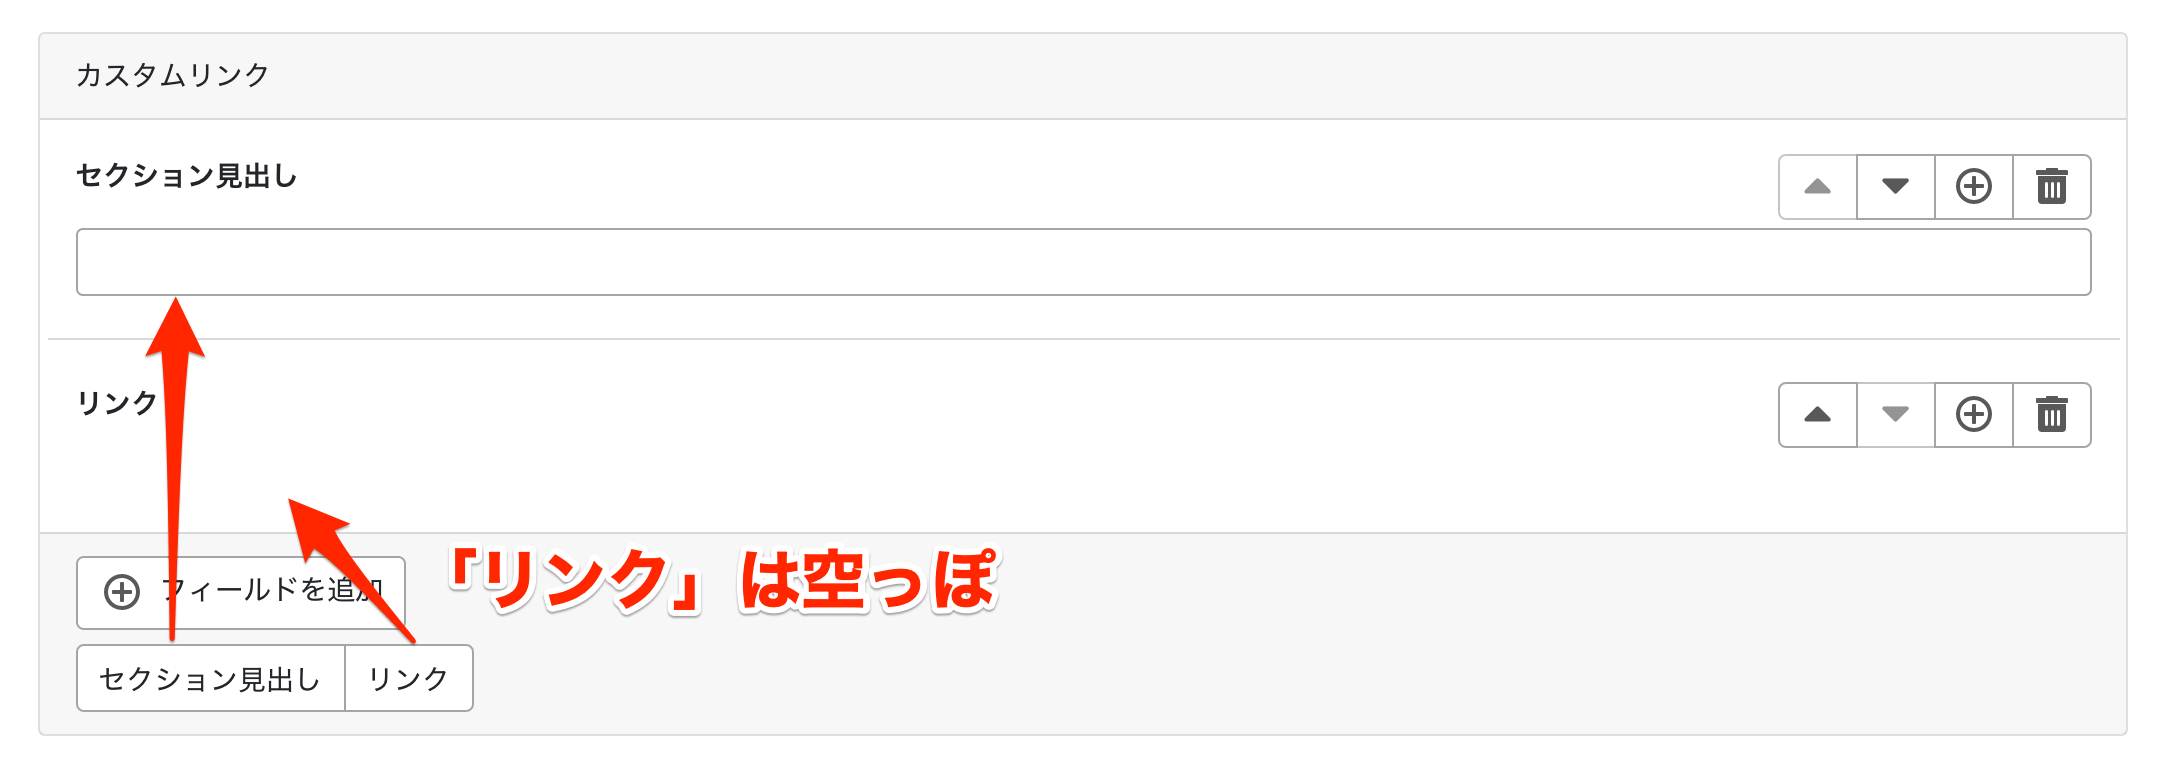 カスタムリンク
セクション見出し
リンク
フィールドを追加
「リンク」は空っぽ
セクション見出し リンク